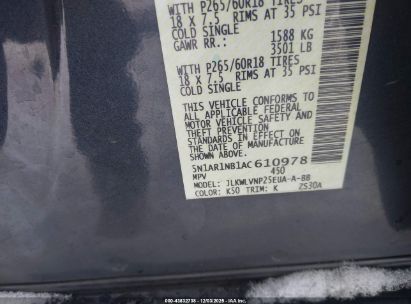 WITH P265/60R18 TIRES
18 X 7.5 RIMS AT 35 PSI
COLD SINGLE
1588 KG
GAWR RR.: 3501 LB
WITH P265/60R18 TIRES
18 X 7.5 RIMS AT 35 PSI
COLD SINGLE
THIS VEHICLE CONFORMS TO
ALL APPLICABLE FEDERAL
MOTOR VEHICLE SAFETY AND
THEFT PREVENTION
STANDARDS IN EFFECT ON
THE DATE OF MANUFACTURE
SHOWN ABOVE.
5N1AR1NB1AC610978
MPV 450
MODEL: JLKWLVNP25EUA-A-BB
COLOR: K50 TRIM: K ZS30A